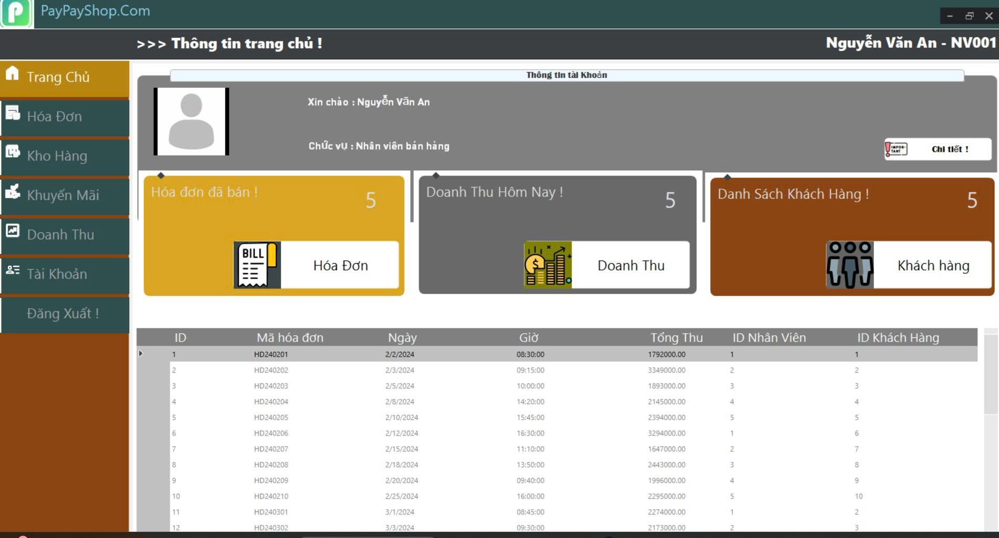 PayPayShop.Com
>>> Thông tin trang chủ !
Nguyễn Văn An - NV001
Trang Chủ
Hóa Đơn
Kho Hàng
Khuyến Mãi
Doanh Thu
Tài Khoản
Đăng Xuất !
Thông tin tài Khoản
Xin chào : Nguyễn Văn An
Chức vụ : Nhân viên bán hàng
IMPOR-
TANT
Chi tiết !
Hóa đơn đã bán ! 5
BILL
Hóa Đơn
Doanh Thu Hôm Nay ! 5
Doanh Thu
Danh Sách Khách Hàng ! 5
Khách hàng
ID Mã hóa đơn Ngày Giờ Tổng Thu ID Nhân Viên ID Khách Hàng
1 HD240201 2/2/2024 08:30:00 1792000.00 1 1
2 HD240202 2/3/2024 09:15:00 3349000.00 2 2
3 HD240203 2/5/2024 10:00:00 1893000.00 3 3
4 HD240204 2/8/2024 14:20:00 2145000.00 4 4
5 HD240205 2/10/2024 15:45:00 2394000.00 5 5
6 HD240206 2/12/2024 16:30:00 3294000.00 1 6
7 HD240207 2/15/2024 11:10:00 1647000.00 2 7
8 HD240208 2/18/2024 13:50:00 2443000.00 3 8
9 HD240209 2/20/2024 09:40:00 1996000.00 4 9
10 HD240210 2/25/2024 16:00:00 2295000.00 5 10
11 HD240301 3/1/2024 08:45:00 2274000.00 1 2
12 HD240302 3/3/2024 09:30:00 2173000.00 2 3